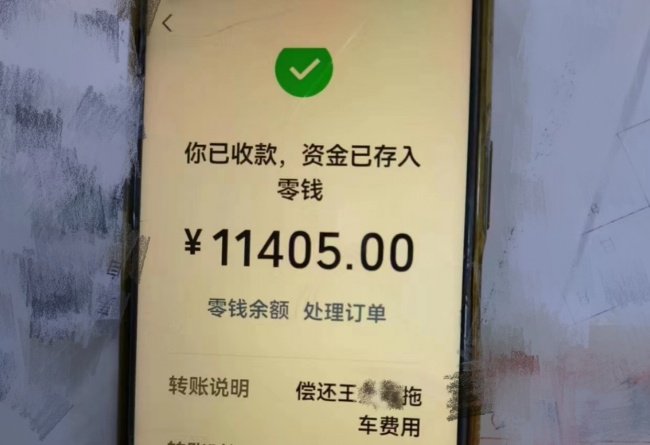 你已收款，资金已存入
零钱
¥11405.00
零钱余额 处理订单
转账说明 偿还王拖
车费用